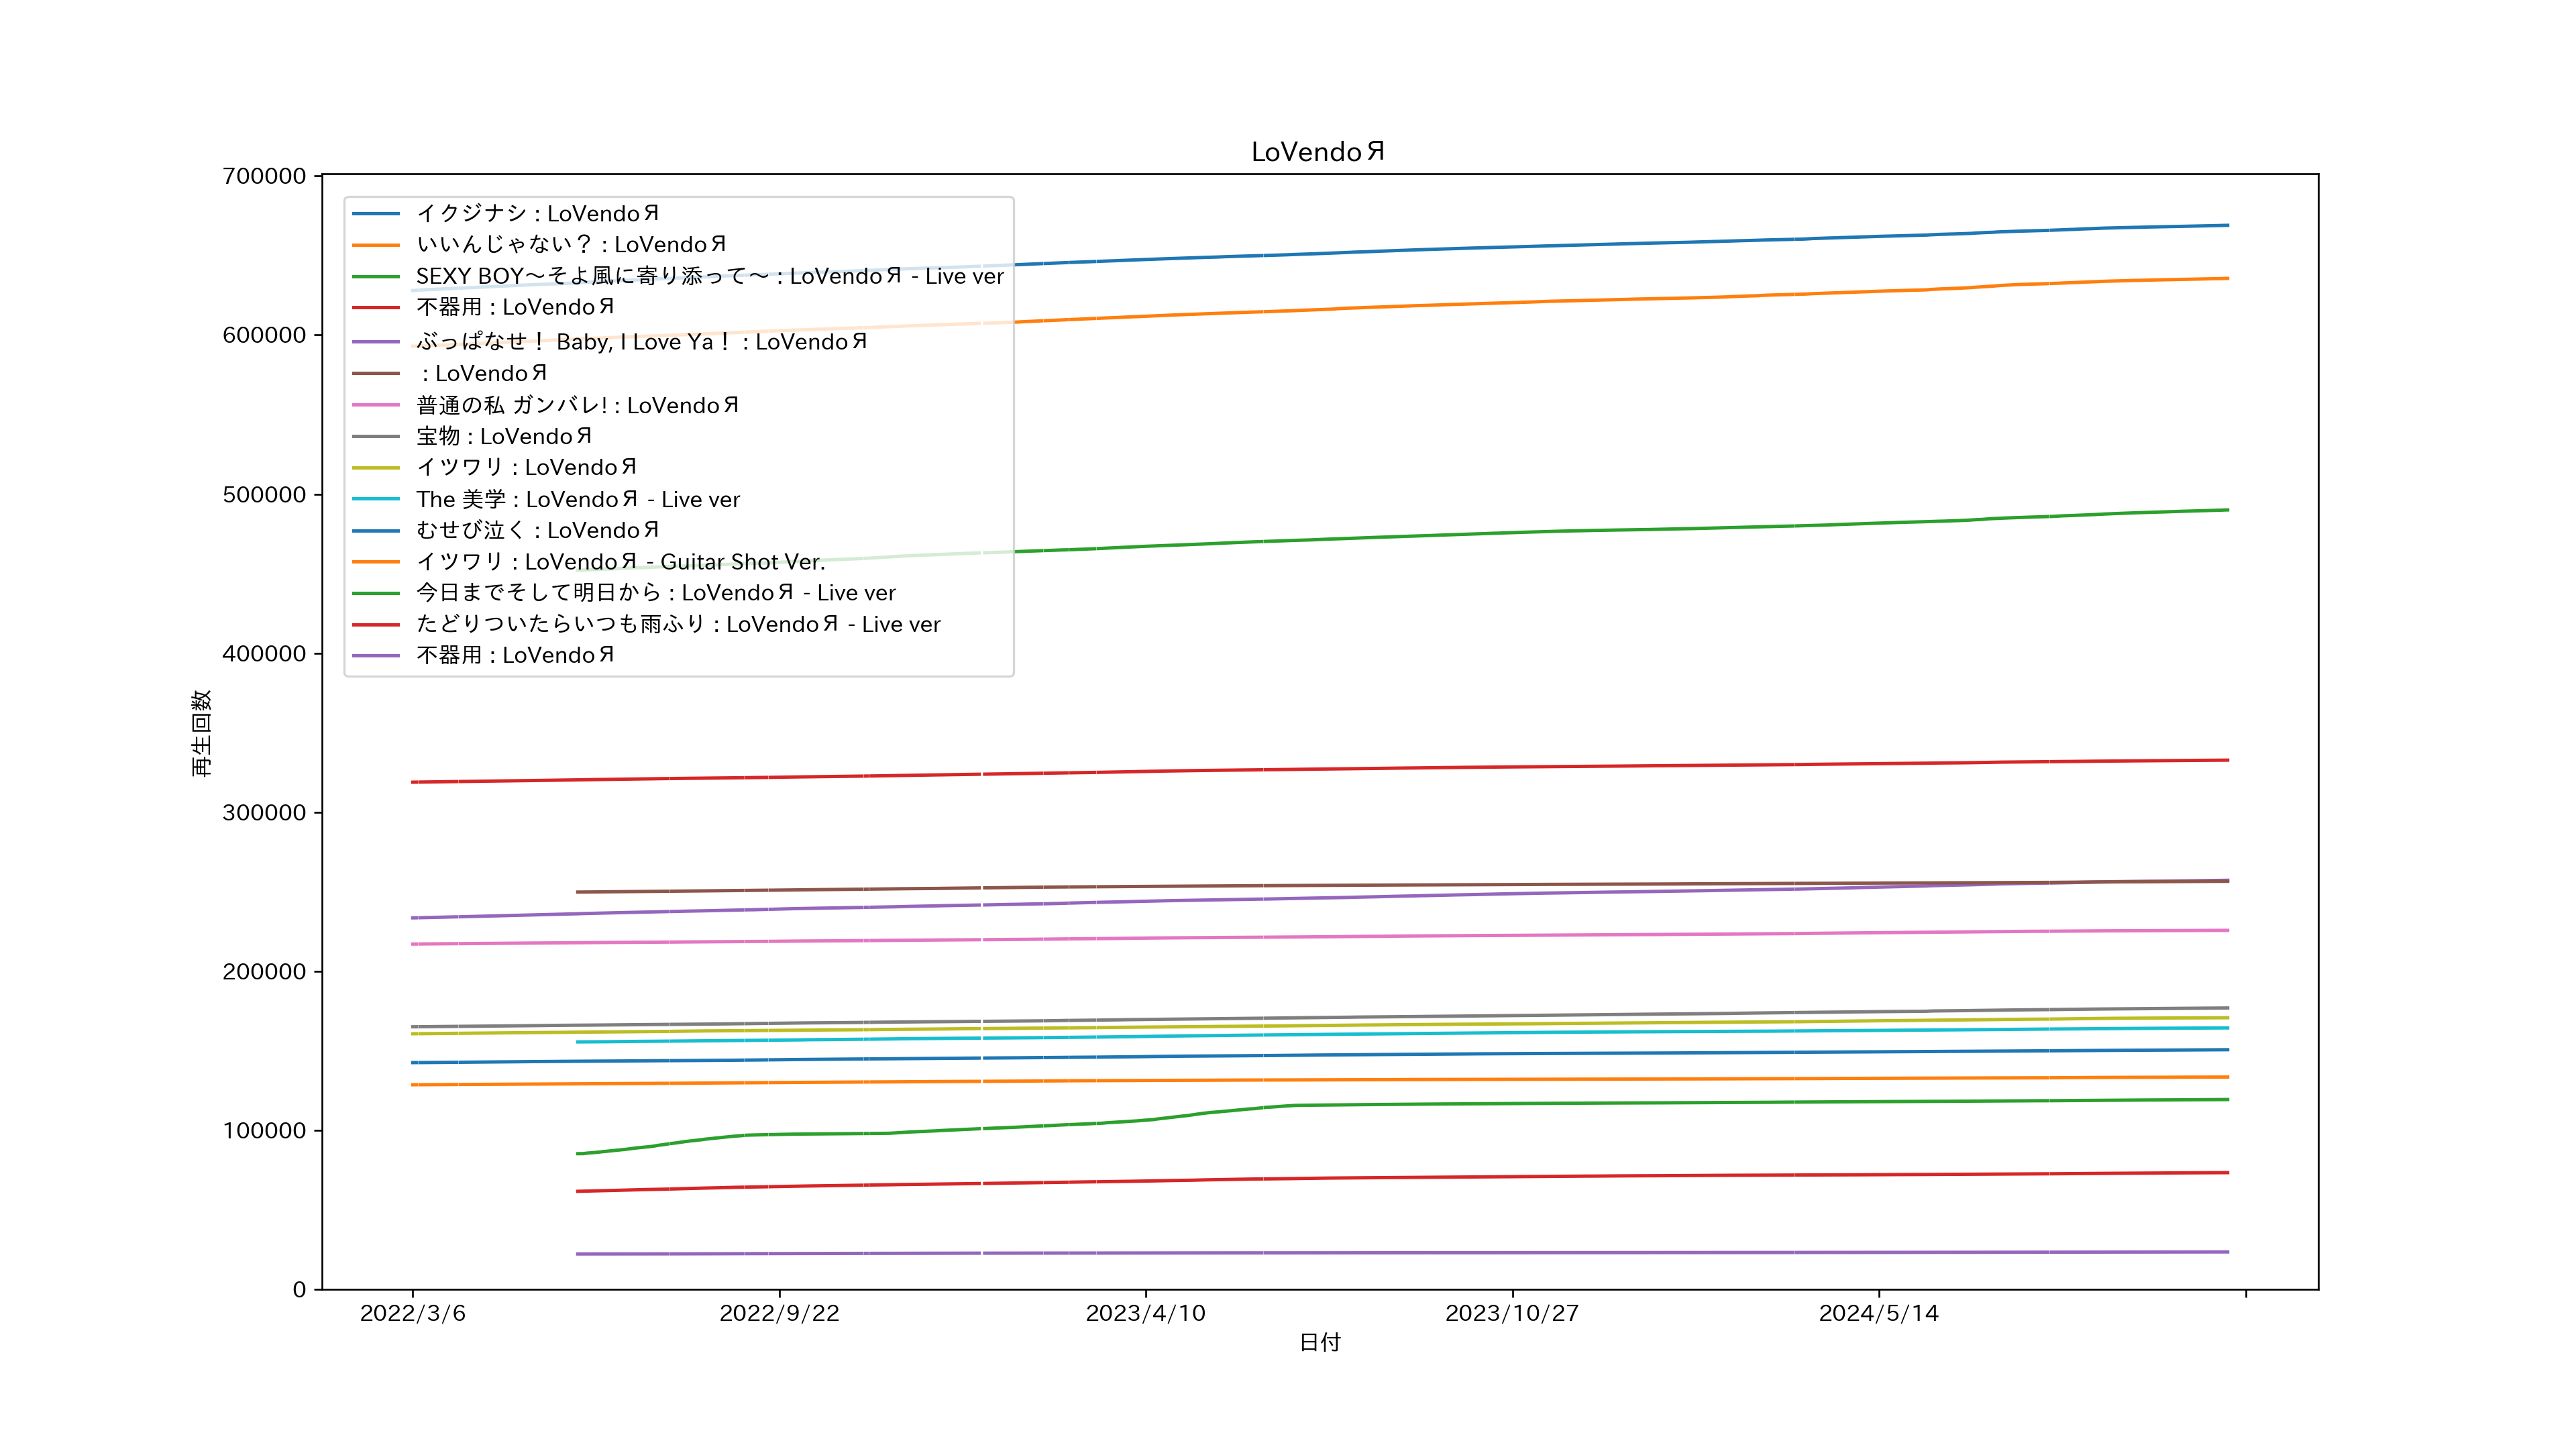 LoVendoЯ
700000
600000
500000
400000
300000
200000
100000
0
再生回数
イクジナシ : LoVendoЯ
いいんじゃない？ : LoVendoЯ
SEXY BOY〜そよ風に寄り添って〜 : LoVendoЯ - Live ver
不器用 : LoVendoЯ
ぶっぱなせ！ Baby, I Love Ya！ : LoVendoЯ
: LoVendoЯ
普通の私 ガンバレ! : LoVendoЯ
宝物 : LoVendoЯ
イツワリ : LoVendoЯ
The 美学 : LoVendoЯ - Live ver
むせび泣く : LoVendoЯ
イツワリ : LoVendoЯ - Guitar Shot Ver.
今日までそして明日から : LoVendoЯ - Live ver
たどりついたらいつも雨ふり : LoVendoЯ - Live ver
不器用 : LoVendoЯ
2022/3/6
2022/9/22
2023/4/10
2023/10/27
2024/5/14
日付